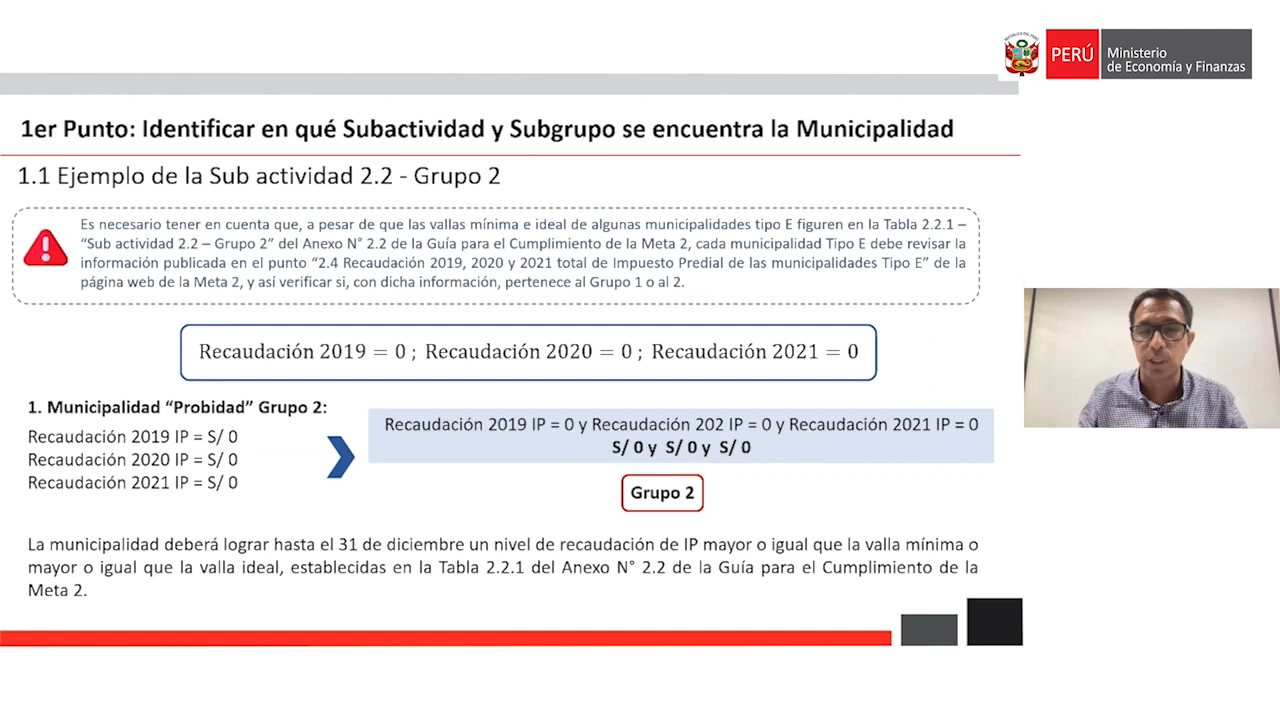 REPÚBLICA DEL PERÚ
PERÚ
Ministerio
de Economía y Finanzas
1er Punto: Identificar en qué Subactividad y Subgrupo se encuentra la Municipalidad
1.1 Ejemplo de la Sub actividad 2.2 - Grupo 2
Es necesario tener en cuenta que, a pesar de que las vallas mínima e ideal de algunas municipalidades tipo E figuren en la Tabla 2.2.1 –
“Sub actividad 2.2 – Grupo 2” del Anexo N° 2.2 de la Guía para el Cumplimiento de la Meta 2, cada municipalidad Tipo E debe revisar la
información publicada en el punto “2.4 Recaudación 2019, 2020 y 2021 total de Impuesto Predial de las municipalidades Tipo E” de la
página web de la Meta 2, y así verificar si, con dicha información, pertenece al Grupo 1 o al 2.
Recaudación 2019 = 0 ; Recaudación 2020 = 0 ; Recaudación 2021 = 0
1. Municipalidad “Probidad” Grupo 2:
Recaudación 2019 IP = S/ 0
Recaudación 2020 IP = S/ 0
Recaudación 2021 IP = S/ 0
Recaudación 2019 IP = 0 y Recaudación 202 IP = 0 y Recaudación 2021 IP = 0
S/ 0 y S/ 0 y S/ 0
Grupo 2
La municipalidad deberá lograr hasta el 31 de diciembre un nivel de recaudación de IP mayor o igual que la valla mínima o
mayor o igual que la valla ideal, establecidas en la Tabla 2.2.1 del Anexo N° 2.2 de la Guía para el Cumplimiento de la
Meta 2.